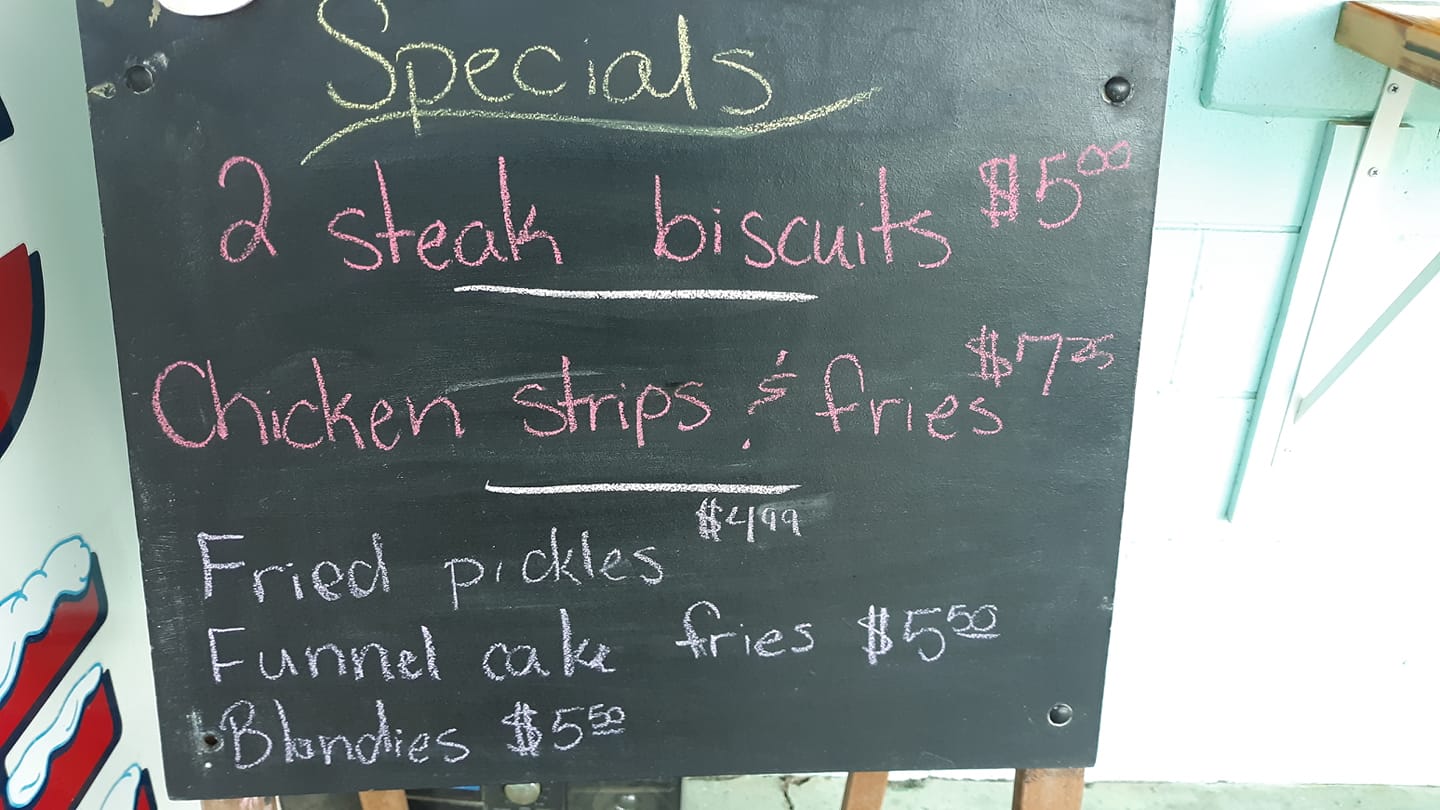 Specials
2 steak biscuits $5.00
Chicken strips & fries $7.25
Fried pickles $4.99
Funnel cake fries $5.50
Blondies $5.50